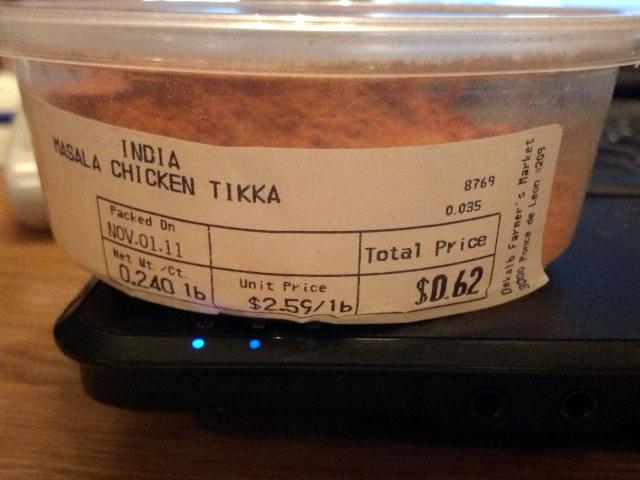 INDIA
MASALA CHICKEN TIKKA
8769
0.035
Packed On
NOV.01.11
Total Price
Net Wt./Ct.
0.240 lb
Unit Price
$2.59/lb
$0.62
Dekalb Farmer's Market
3000 Ponce de Leon #209